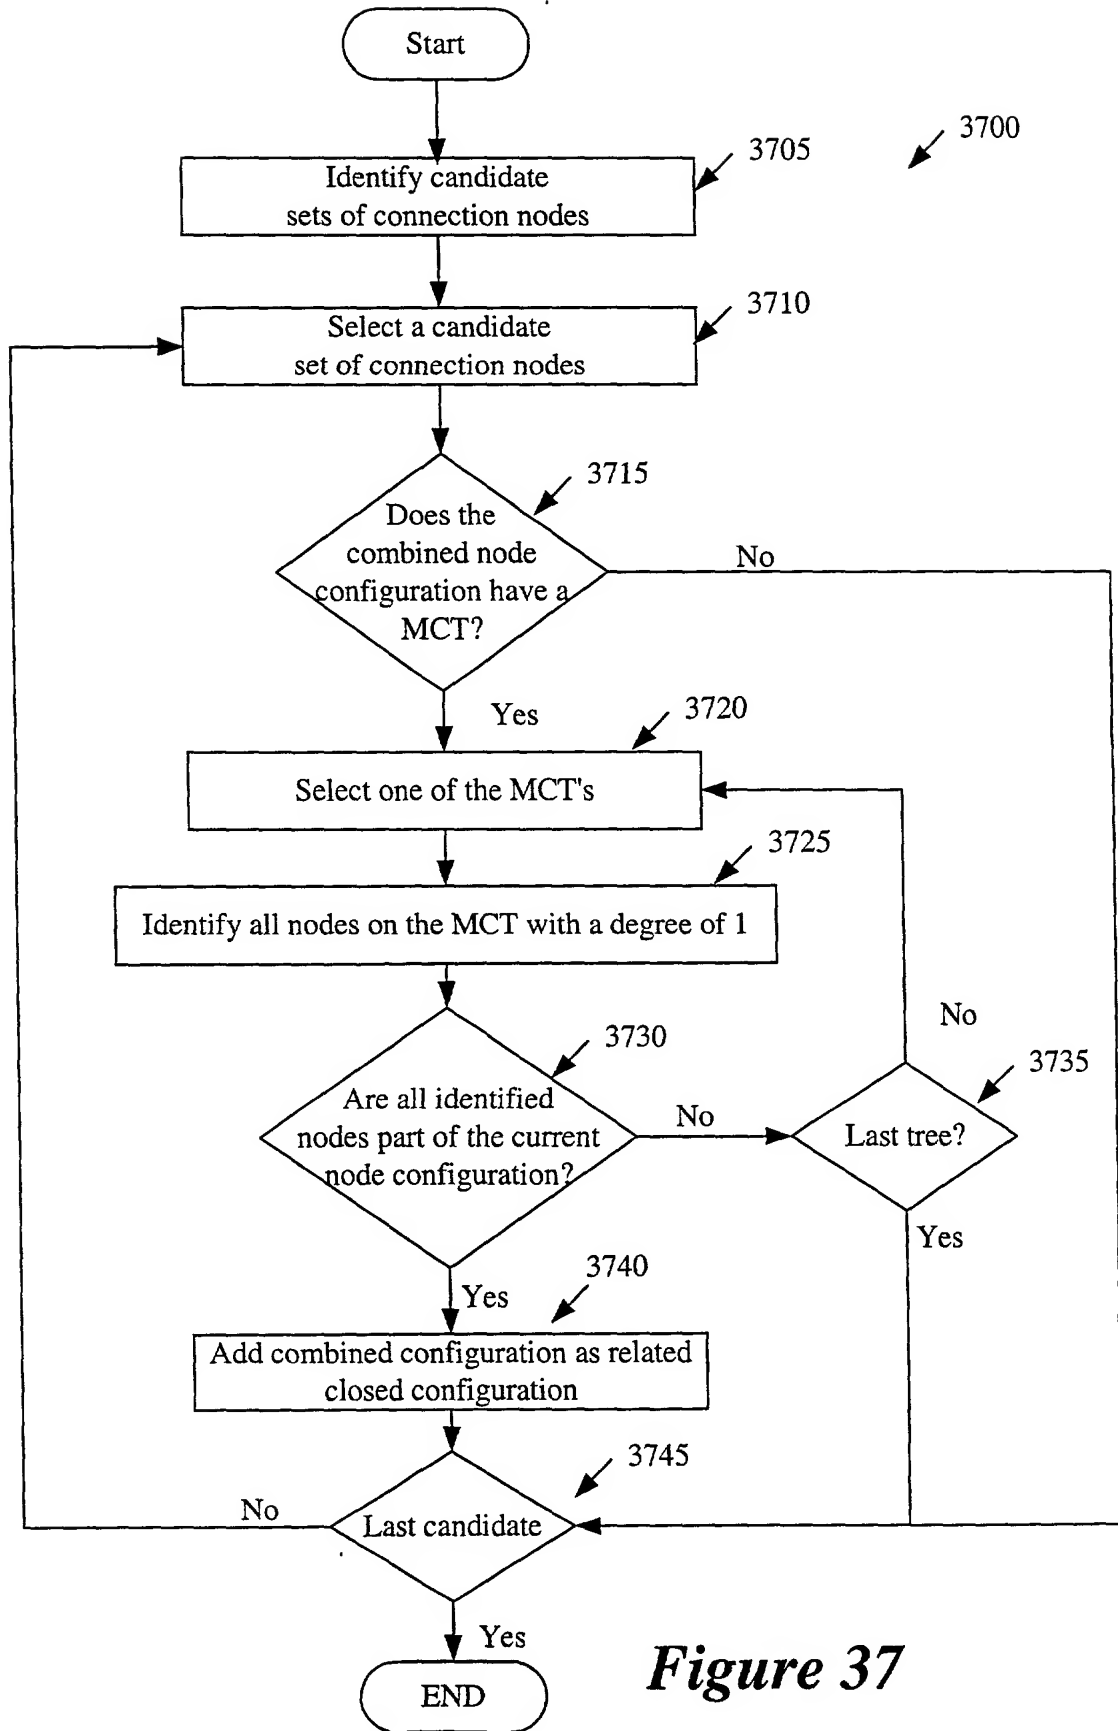 Start
3700
3705
Identify candidate
sets of connection nodes
3710
Select a candidate
set of connection nodes
3715
Does the
combined node
configuration have a
MCT?
No
Yes
3720
Select one of the MCT's
3725
Identify all nodes on the MCT with a degree of 1
No
3730
3735
Are all identified
nodes part of the current
node configuration?
No
Last tree?
Yes
3740
Yes
Add combined configuration as related
closed configuration
3745
No
Last candidate
Yes
END
Figure 37